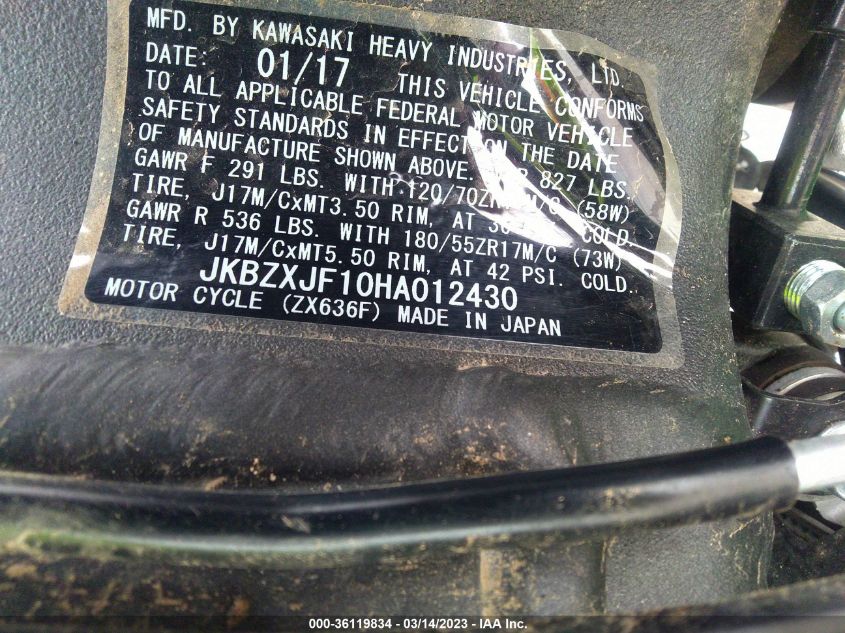 MFD. BY KAWASAKI HEAVY INDUSTRIES, LTD.
DATE: 01/17 THIS VEHICLE CONFORMS
TO ALL APPLICABLE FEDERAL MOTOR VEHICLE
SAFETY STANDARDS IN EFFECT ON THE DATE
OF MANUFACTURE SHOWN ABOVE. 827 LBS.
GAWR F 291 LBS. WITH 120/70 (58W)
TIRE, J17M/CxMT3.50 RIM, AT COLD.
GAWR R 536 LBS. WITH 180/55ZR17M/C (73W)
TIRE, J17M/CxMT5.50 RIM, AT 42 PSI. COLD.
JKBZXJF10HA012430
MOTOR CYCLE (ZX636F) MADE IN JAPAN
000-36119834 - 03/14/2023 - © IAA Inc.